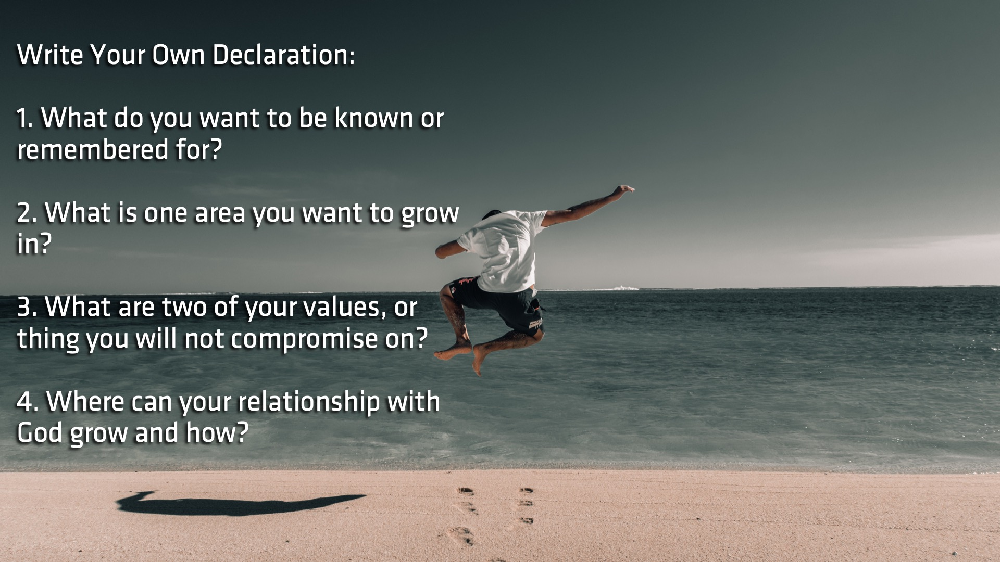 Write Your Own Declaration:
1. What do you want to be known or
remembered for?
2. What is one area you want to grow
in?
3. What are two of your values, or
thing you will not compromise on?
4. Where can your relationship with
God grow and how?